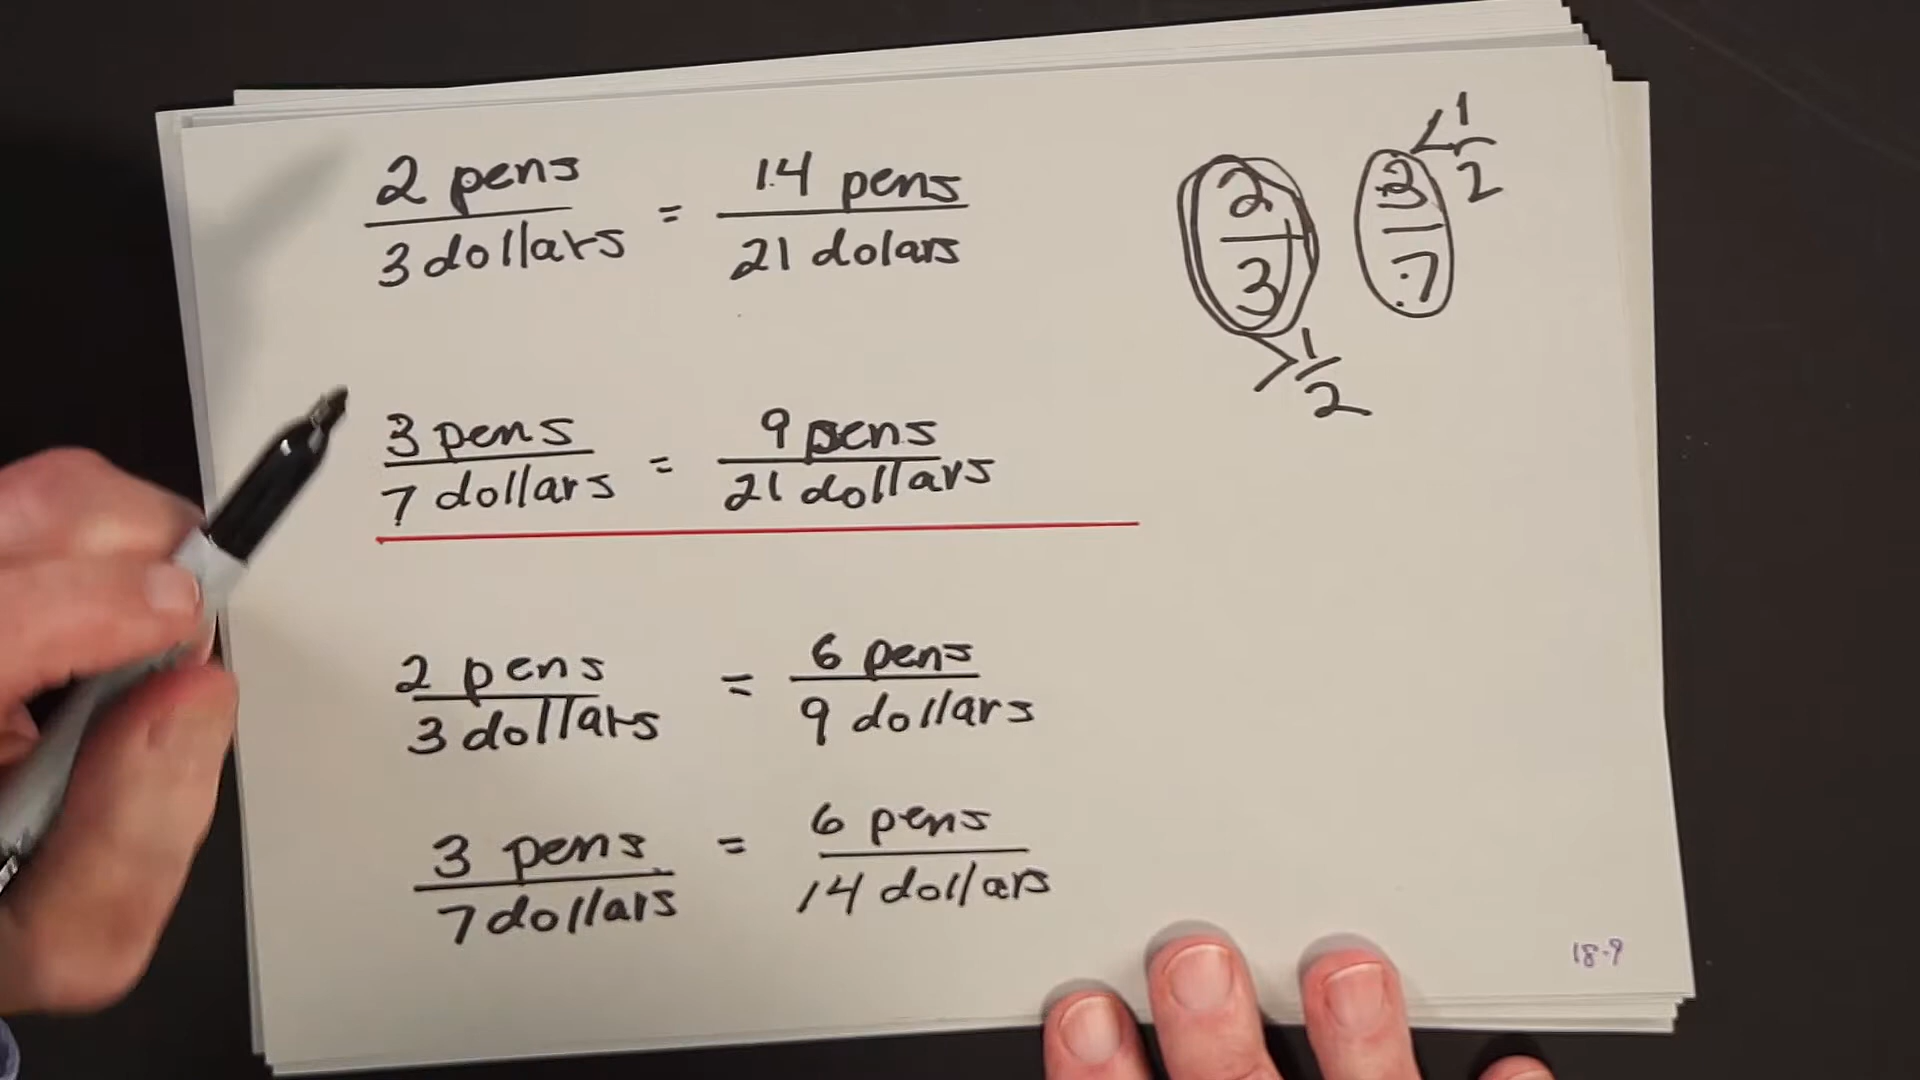 2 pens / 3 dollars = 14 pens / 21 dolars
3 pens / 7 dollars = 9 pens / 21 dollars
2 pens / 3 dollars = 6 pens / 9 dollars
3 pens / 7 dollars = 6 pens / 14 dollars
2/3 > 1/2
3/7 < 1/2
18-9